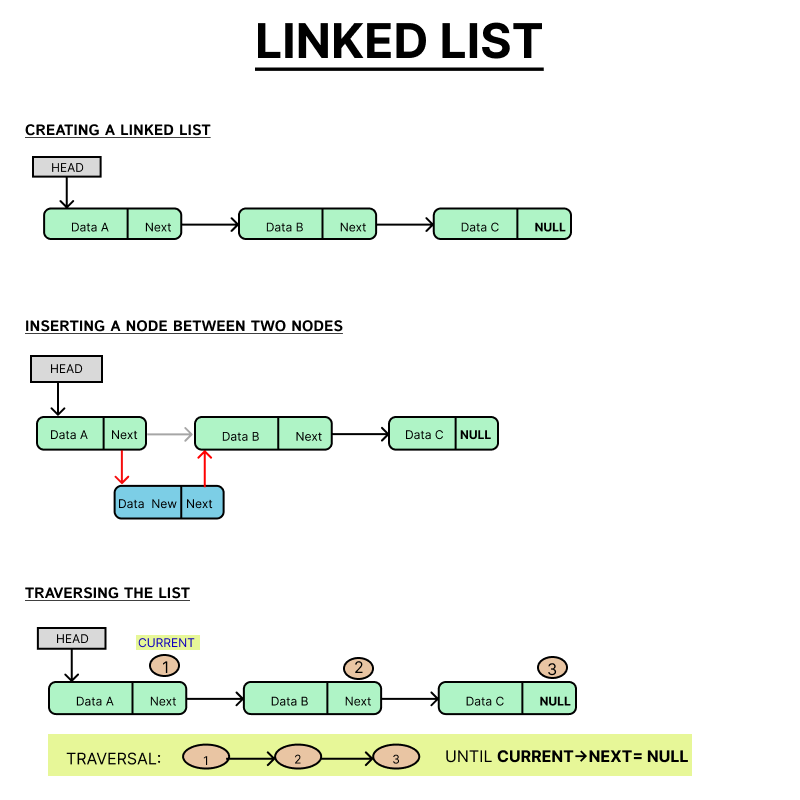 LINKED LIST
CREATING A LINKED LIST
HEAD
Data A Next Data B Next Data C NULL
INSERTING A NODE BETWEEN TWO NODES
HEAD
Data A Next Data B Next Data C NULL
Data New Next
TRAVERSING THE LIST
HEAD
CURRENT
1 2 3
Data A Next Data B Next Data C NULL
TRAVERSAL: 1 2 3 UNTIL CURRENT→NEXT= NULL